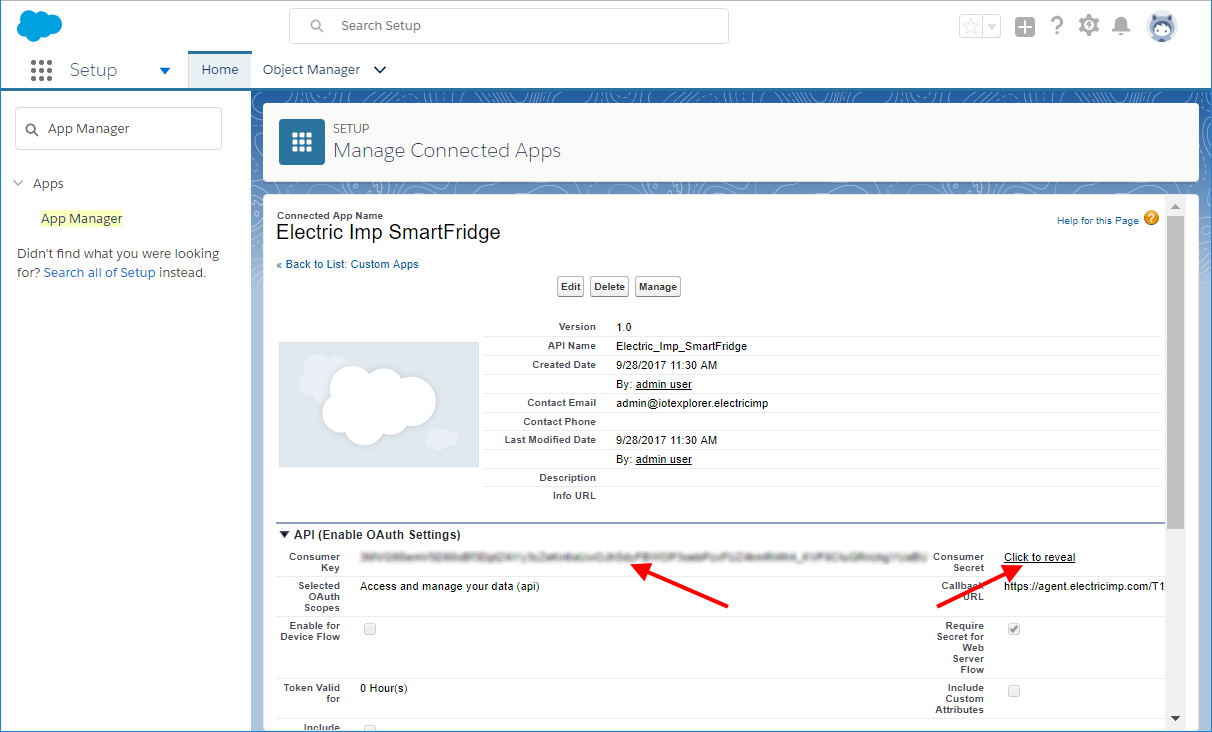 Search Setup
Setup
Home
Object Manager
App Manager
Apps
App Manager
Didn't find what you were looking
for? Search all of Setup instead.
SETUP
Manage Connected Apps
Connected App Name
Electric Imp SmartFridge
Help for this Page ?
« Back to List: Custom Apps
Edit
Delete
Manage
Version 1.0
API Name Electric_Imp_SmartFridge
Created Date 9/28/2017 11:30 AM
By: admin user
Contact Email admin@iotexplorer.electricimp
Contact Phone
Last Modified Date 9/28/2017 11:30 AM
By: admin user
Description
Info URL
API (Enable OAuth Settings)
Consumer
Key
Consumer
Secret
Click to reveal
Selected
OAuth
Scopes
Access and manage your data (api)
Callback
URL
https://agent.electricimp.com/T1
Enable for
Device Flow
Require
Secret for
Web
Server
Flow
Token Valid
for
0 Hour(s)
Include
Custom
Attributes
Include